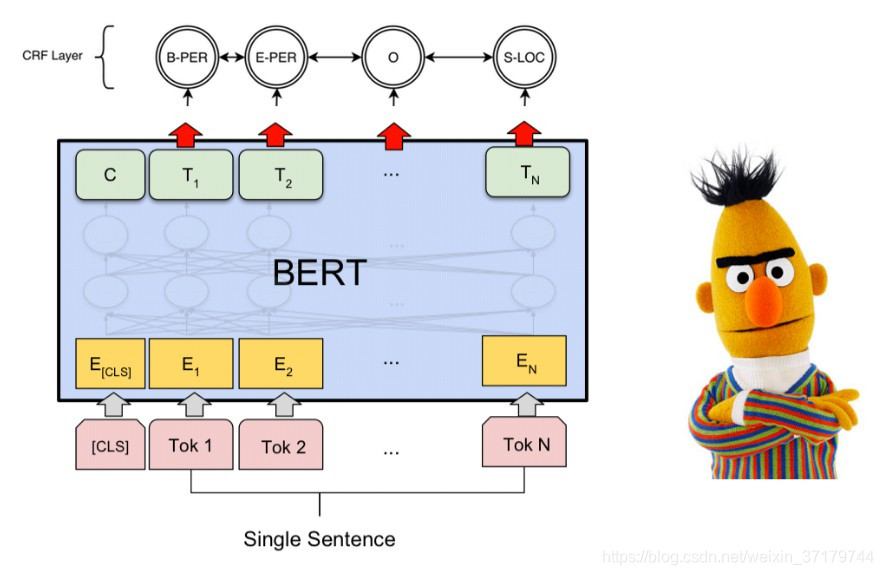 CRF Layer
B-PER
E-PER
O
S-LOC
C
T1
T2
...
TN
...
BERT
...
E[CLS]
E1
E2
...
EN
[CLS]
Tok 1
Tok 2
...
Tok N
Single Sentence
https://blog.csdn.net/weixin_37179744